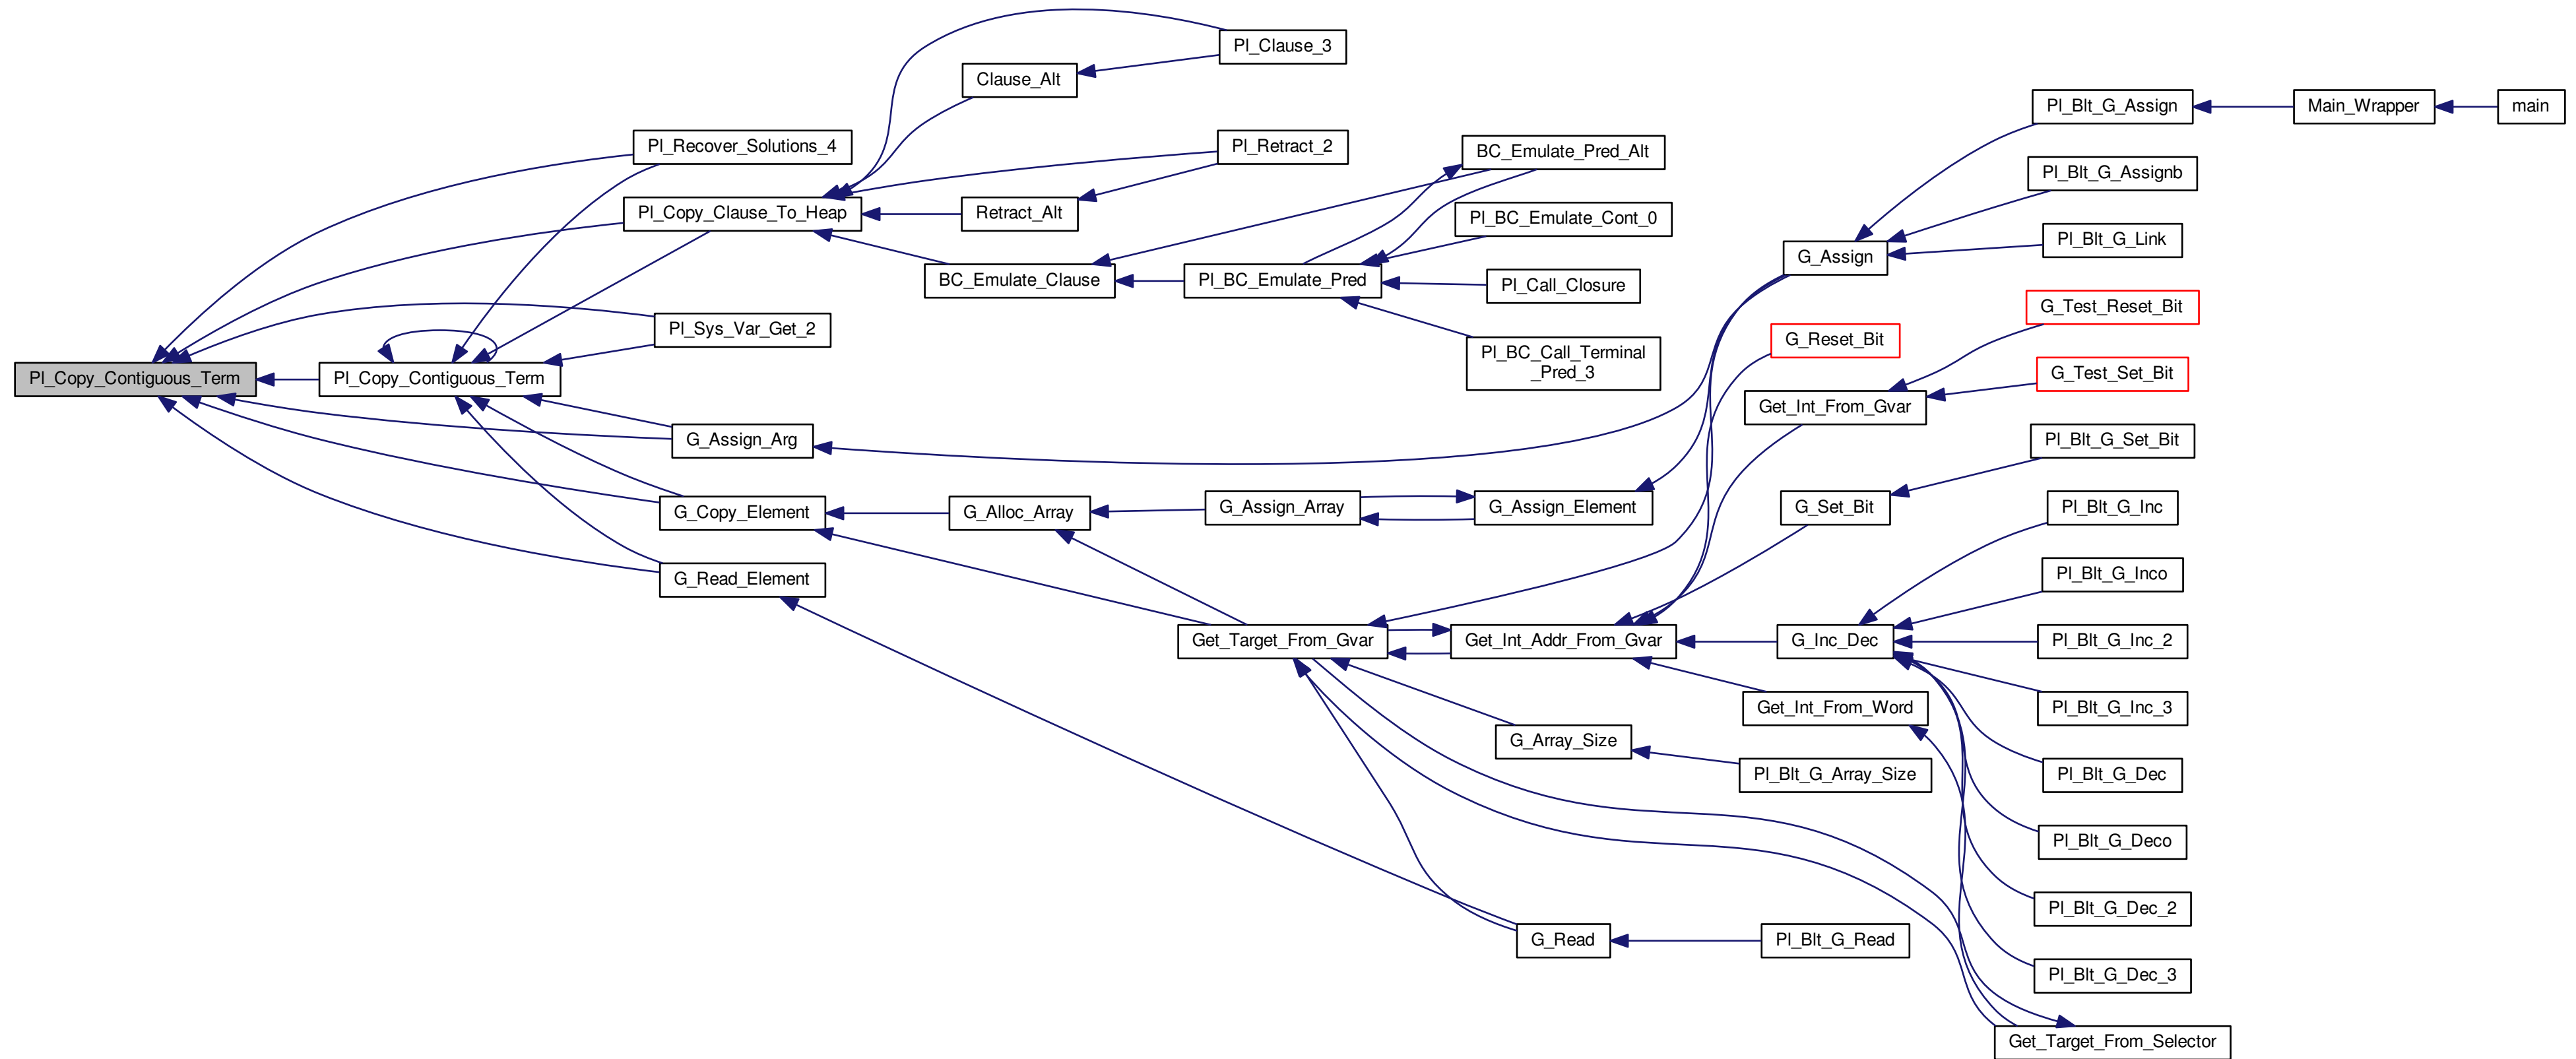 Pl_Clause_3
Clause_Alt
Pl_Blt_G_Assign
Main_Wrapper
main
Pl_Recover_Solutions_4
Pl_Retract_2
BC_Emulate_Pred_Alt
Pl_Blt_G_Assignb
Pl_Copy_Clause_To_Heap
Retract_Alt
Pl_BC_Emulate_Cont_0
Pl_Blt_G_Link
G_Assign
BC_Emulate_Clause
Pl_BC_Emulate_Pred
Pl_Call_Closure
G_Test_Reset_Bit
Pl_Sys_Var_Get_2
G_Reset_Bit
Pl_BC_Call_Terminal
_Pred_3
Pl_Copy_Contiguous_Term
Pl_Copy_Contiguous_Term
G_Test_Set_Bit
Get_Int_From_Gvar
G_Assign_Arg
Pl_Blt_G_Set_Bit
G_Copy_Element
G_Alloc_Array
G_Assign_Array
G_Assign_Element
G_Set_Bit
Pl_Blt_G_Inc
G_Read_Element
Pl_Blt_G_Inco
Get_Target_From_Gvar
Get_Int_Addr_From_Gvar
G_Inc_Dec
Pl_Blt_G_Inc_2
Get_Int_From_Word
Pl_Blt_G_Inc_3
G_Array_Size
Pl_Blt_G_Array_Size
Pl_Blt_G_Dec
Pl_Blt_G_Deco
Pl_Blt_G_Dec_2
G_Read
Pl_Blt_G_Read
Pl_Blt_G_Dec_3
Get_Target_From_Selector